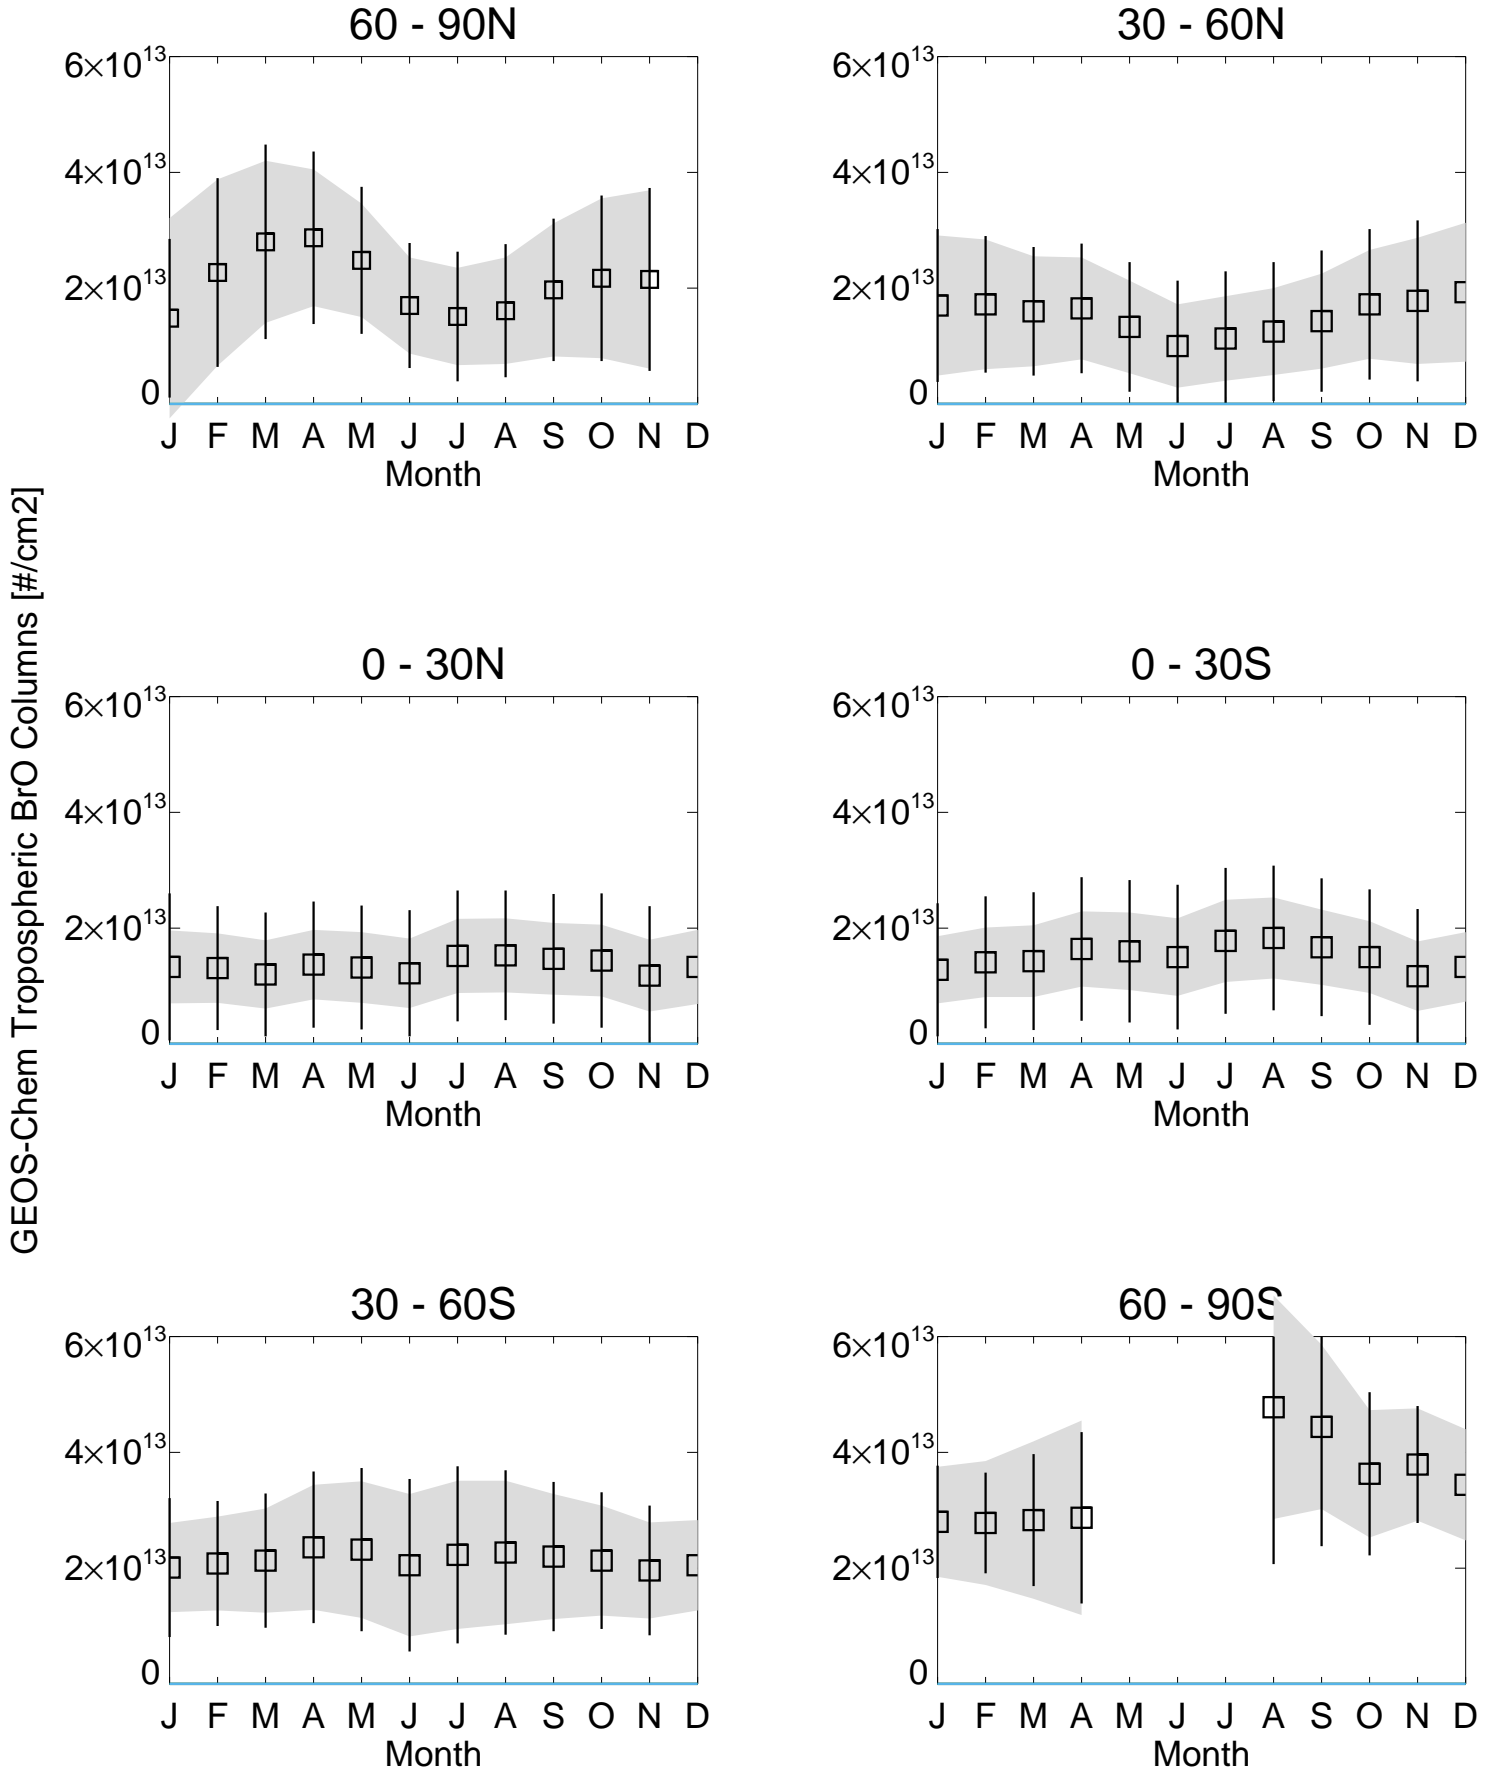 GEOS-Chem Tropospheric BrO Columns [#/cm2]
60 - 90N
6×10¹³
4×10¹³
2×10¹³
0
J F M A M J J A S O N D
Month
30 - 60N
6×10¹³
4×10¹³
2×10¹³
0
J F M A M J J A S O N D
Month
0 - 30N
6×10¹³
4×10¹³
2×10¹³
0
J F M A M J J A S O N D
Month
0 - 30S
6×10¹³
4×10¹³
2×10¹³
0
J F M A M J J A S O N D
Month
30 - 60S
6×10¹³
4×10¹³
2×10¹³
0
J F M A M J J A S O N D
Month
60 - 90S
6×10¹³
4×10¹³
2×10¹³
0
J F M A M J J A S O N D
Month